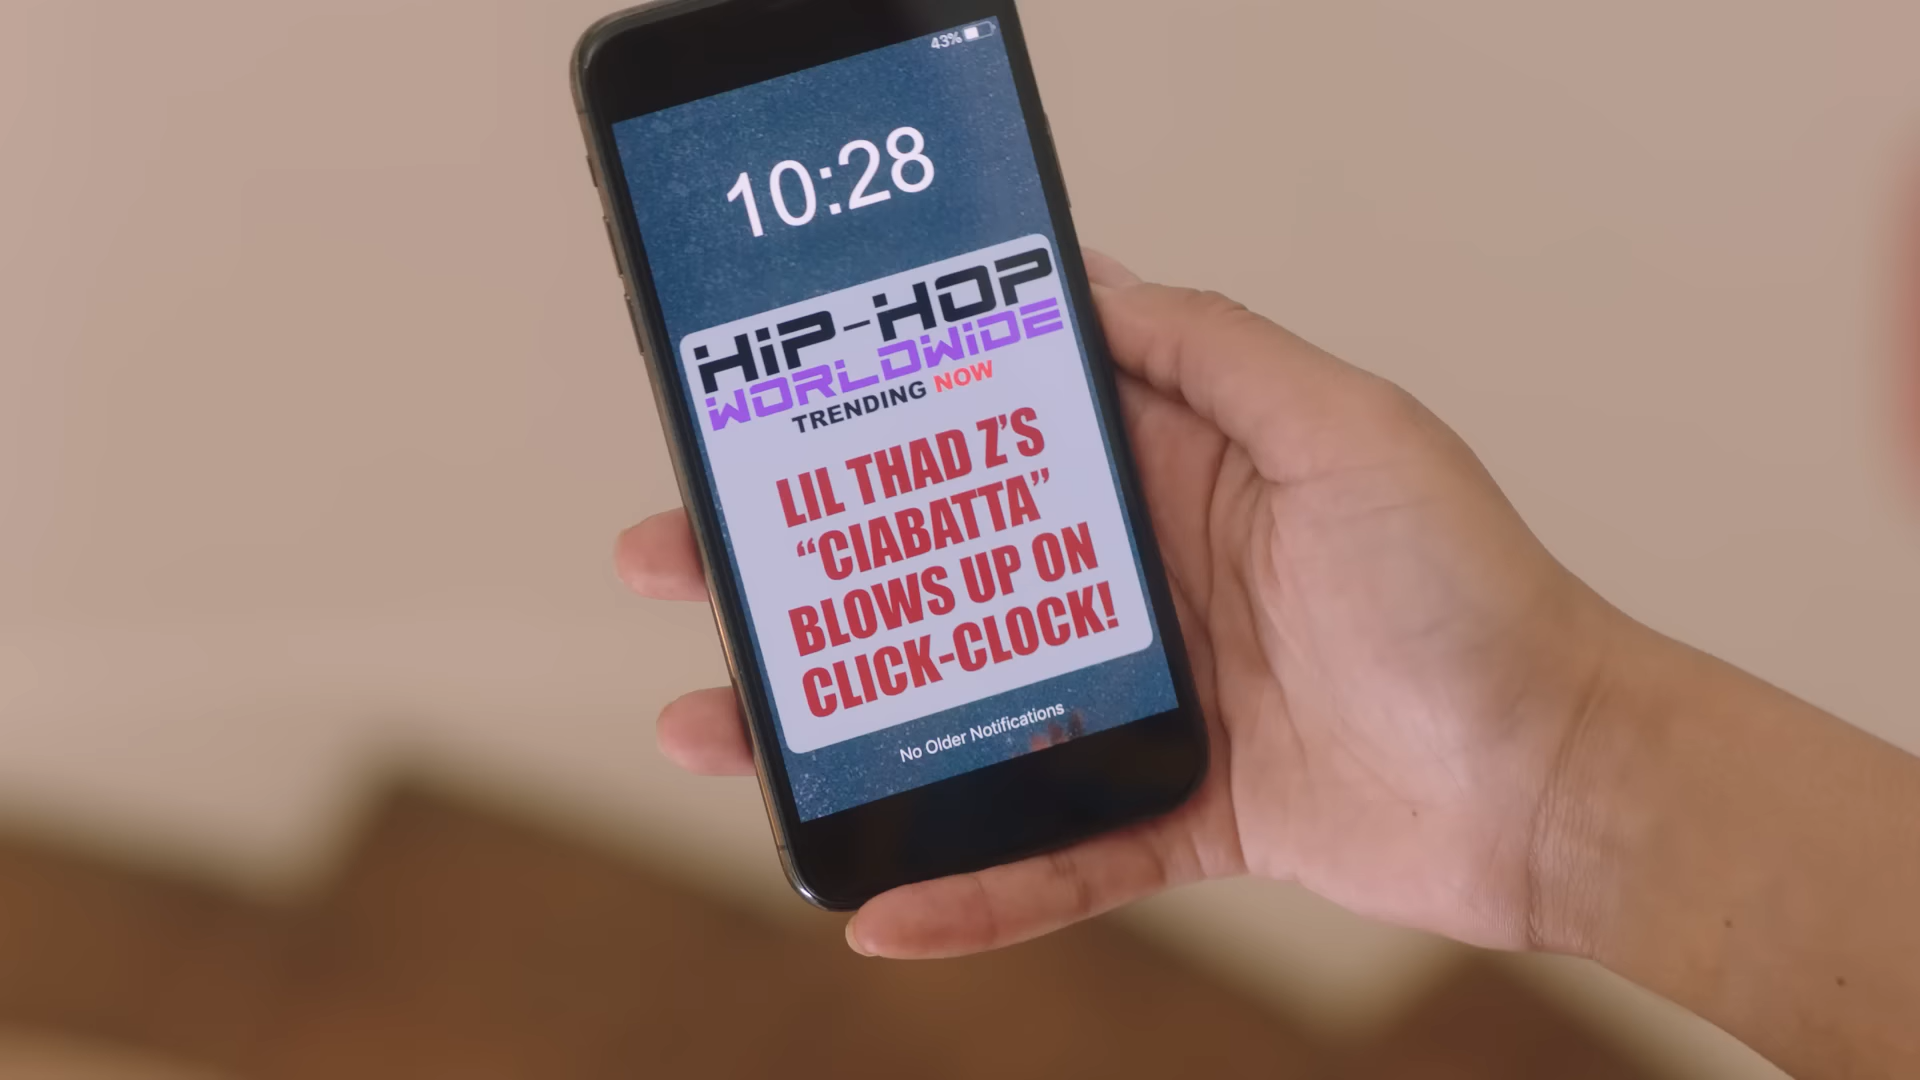 43%
10:28
HiP-HOP
WORLDWiDE
TRENDING NOW
LIL THAD Z’S
“CIABATTA”
BLOWS UP ON
CLICK-CLOCK!
No Older Notifications